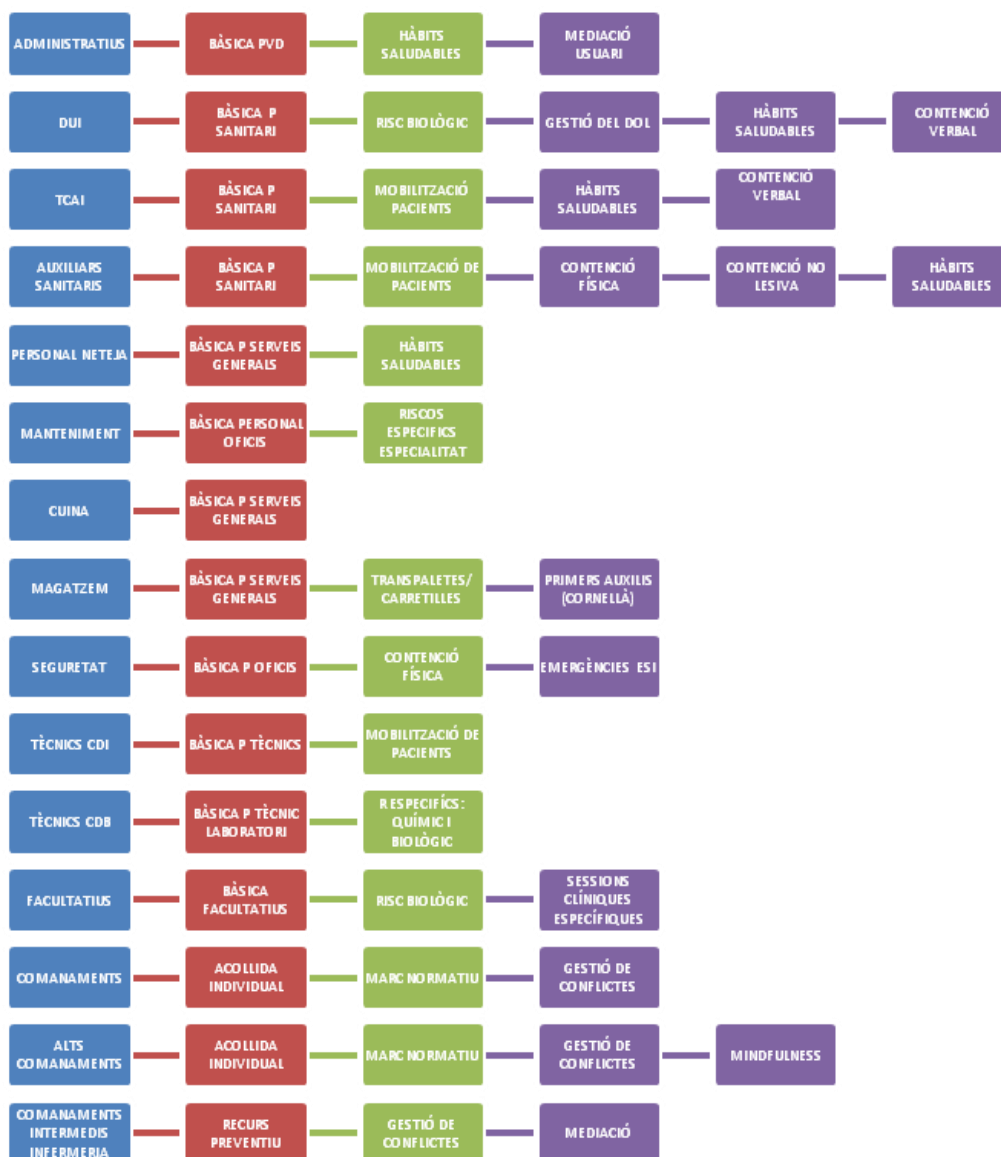 ADMINISTRATIUS
BÀSICA PVD
HÀBITS
SALUDABLES
MEDIACIÓ
USUARI
DUI
BÀSICA P
SANITARI
RISC BIOLÒGIC
GESTIÓ DEL DOL
HÀBITS
SALUDABLES
CONTENCIÓ
VERBAL
TCAI
BÀSICA P
SANITARI
MOBILITZACIÓ
PACIENTS
HÀBITS
SALUDABLES
CONTENCIÓ
VERBAL
AUXILIARS
SANITARIS
BÀSICA P
SANITARI
MOBILITZACIÓ DE
PACIENTS
CONTENCIÓ
FÍSICA
CONTENCIÓ NO
LESIVA
HÀBITS
SALUDABLES
PERSONAL NETEJA
BÀSICA P SERVEIS
GENERALS
HÀBITS
SALUDABLES
MANTENIMENT
BÀSICA PERSONAL
OFICIS
RISCOS
ESPECIFICS
ESPECIALITAT
CUINA
BÀSICA P SERVEIS
GENERALS
MAGATZEM
BÀSICA P SERVEIS
GENERALS
TRANSPALETES/
CARRETILLES
PRIMERS AUXILIS
(CORNELLÀ)
SEGURETAT
BÀSICA P OFICIS
CONTENCIÓ
FÍSICA
EMERGÈNCIES ESI
TÈCNICS CDI
BÀSICA P TÈCNICS
MOBILITZACIÓ DE
PACIENTS
TÈCNICS CDB
BÀSICA P TÈCNIC
LABORATORI
R ESPECIFÍCS:
QUÍMIC I
BIOLÒGIC
FACULTATIUS
BÀSICA
FACULTATIUS
RISC BIOLÒGIC
SESSIONS
CLÍNIQUES
ESPECÍFIQUES
COMANAMENTS
ACOLLIDA
INDIVIDUAL
MARC NORMATIU
GESTIÓ DE
CONFLICTES
ALTS
COMANAMENTS
ACOLLIDA
INDIVIDUAL
MARC NORMATIU
GESTIÓ DE
CONFLICTES
MINDFULNESS
COMANAMENTS
INTERMEDIS
INFERMERIA
RECURS
PREVENTIU
GESTIÓ DE
CONFLICTES
MEDIACIÓ